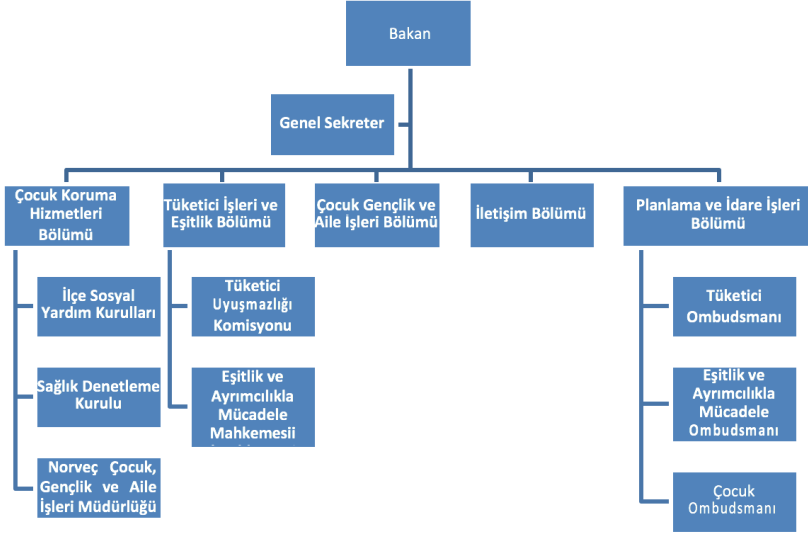 Bakan
Genel Sekreter
Çocuk Koruma
Hizmetleri
Bölümü
Tüketici İşleri ve
Eşitlik Bölümü
Çocuk Gençlik ve
Aile İşleri Bölümü
İletişim Bölümü
Planlama ve İdare İşleri
Bölümü
İlçe Sosyal
Yardım Kurulları
Sağlık Denetleme
Kurulu
Norveç Çocuk,
Gençlik ve Aile
İşleri Müdürlüğü
Tüketici
Uyuşmazlığı
Komisyonu
Eşitlik ve
Ayrımcılıkla
Mücadele
Mahkemesii
Tüketici
Ombudsmanı
Eşitlik ve
Ayrımcılıkla
Mücadele
Ombudsmanı
Çocuk
Ombudsmanı